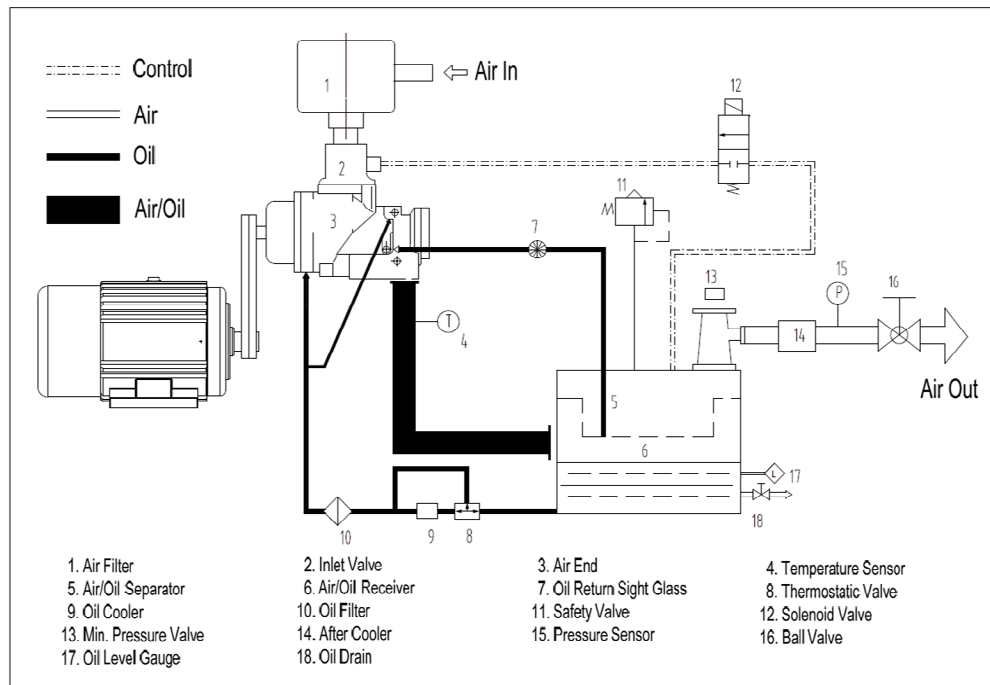 Control
Air
Oil
Air/Oil
1
Air In
2
3
12
11
7
T
4
13
15
P
16
14
Air Out
5
6
L
17
18
10
9
8
1. Air Filter
2. Inlet Valve
3. Air End
4. Temperature Sensor
5. Air/Oil Separator
6. Air/Oil Receiver
7. Oil Return Sight Glass
8. Thermostatic Valve
9. Oil Cooler
10. Oil Filter
11. Safety Valve
12. Solenoid Valve
13. Min. Pressure Valve
14. After Cooler
15. Pressure Sensor
16. Ball Valve
17. Oil Level Gauge
18. Oil Drain